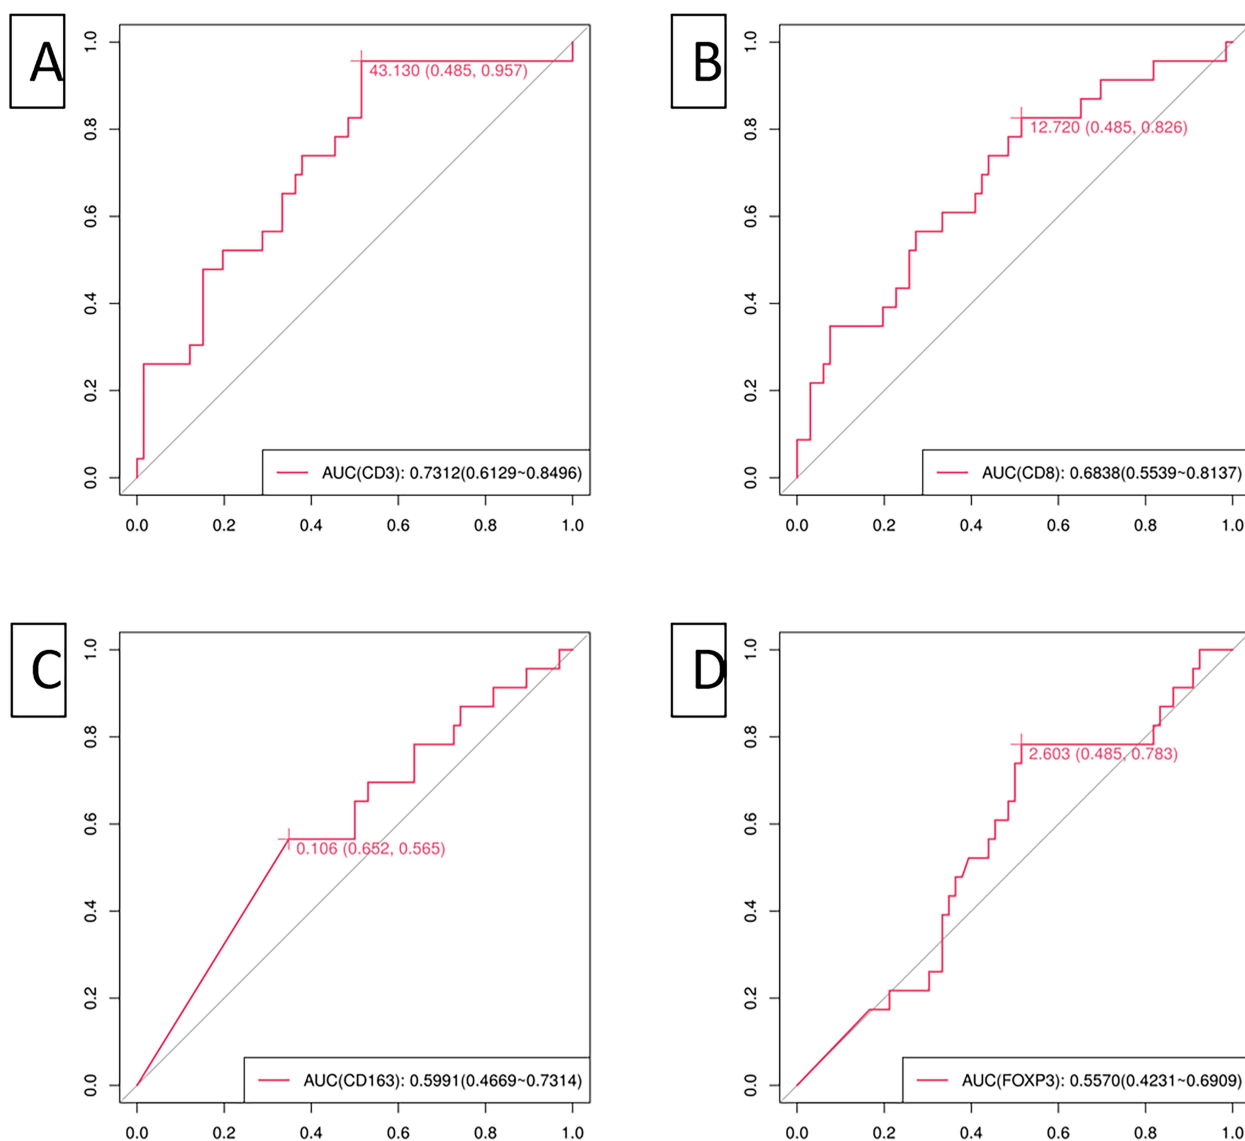 A
1.0
0.8
0.6
0.4
0.2
0.0
43.130 (0.485, 0.957)
AUC(CD3): 0.7312(0.6129~0.8496)
0.0 0.2 0.4 0.6 0.8 1.0
B
1.0
0.8
0.6
0.4
0.2
0.0
12.720 (0.485, 0.826)
AUC(CD8): 0.6838(0.5539~0.8137)
0.0 0.2 0.4 0.6 0.8 1.0
C
1.0
0.8
0.6
0.4
0.2
0.0
0.106 (0.652, 0.565)
AUC(CD163): 0.5991(0.4669~0.7314)
0.0 0.2 0.4 0.6 0.8 1.0
D
1.0
0.8
0.6
0.4
0.2
0.0
2.603 (0.485, 0.783)
AUC(FOXP3): 0.5570(0.4231~0.6909)
0.0 0.2 0.4 0.6 0.8 1.0